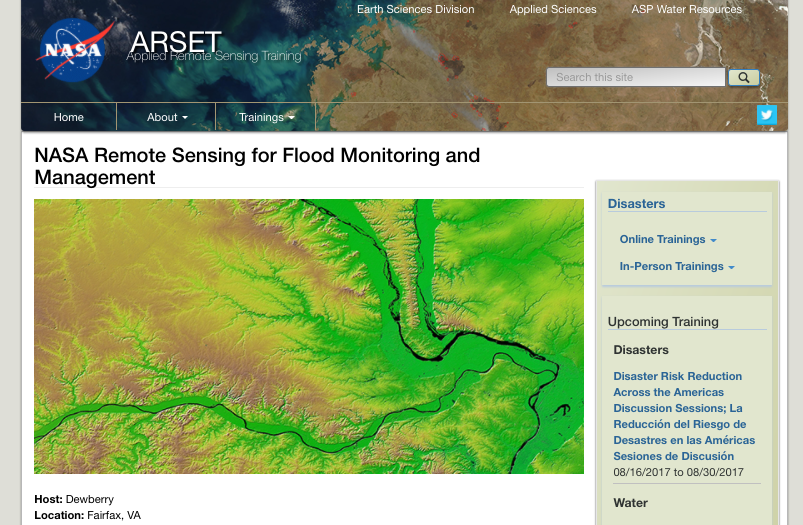 Earth Sciences Division Applied Sciences ASP Water Resources
NASA
ARSET
Applied Remote Sensing Training
Search this site
Home About Trainings
NASA Remote Sensing for Flood Monitoring and
Management
Host: Dewberry
Location: Fairfax, VA
Disasters
Online Trainings
In-Person Trainings
Upcoming Training
Disasters
Disaster Risk Reduction
Across the Americas
Discussion Sessions; La
Reducción del Riesgo de
Desastres en las Américas
Sesiones de Discusión
08/16/2017 to 08/30/2017
Water